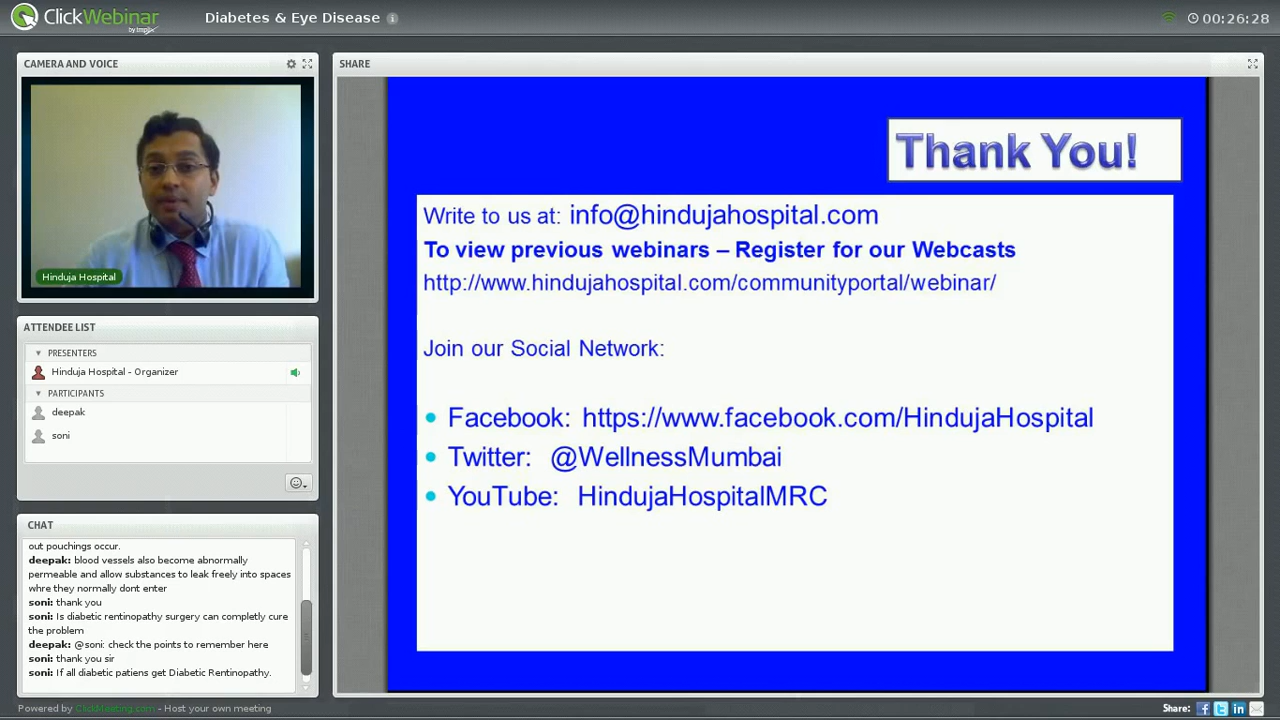 ClickWebinar
by Implix
Diabetes & Eye Disease
00:26:28
CAMERA AND VOICE
Hinduja Hospital
ATTENDEE LIST
PRESENTERS
Hinduja Hospital - Organizer
PARTICIPANTS
deepak
soni
CHAT
out pouchings occur.
deepak: blood vessels also become abnormally
permeable and allow substances to leak freely into spaces
whre they normally dont enter
soni: thank you
soni: Is diabetic rentinopathy surgery can completly cure
the problem
deepak: @soni: check the points to remember here
soni: thank you sir
soni: If all diabetic patiens get Diabetic Rentinopathy.
SHARE
Thank You!
Write to us at: info@hindujahospital.com
To view previous webinars – Register for our Webcasts
http://www.hindujahospital.com/communityportal/webinar/
Join our Social Network:
• Facebook: https://www.facebook.com/HindujaHospital
• Twitter: @WellnessMumbai
• YouTube: HindujaHospitalMRC
Powered by ClickMeeting.com - Host your own meeting
Share: